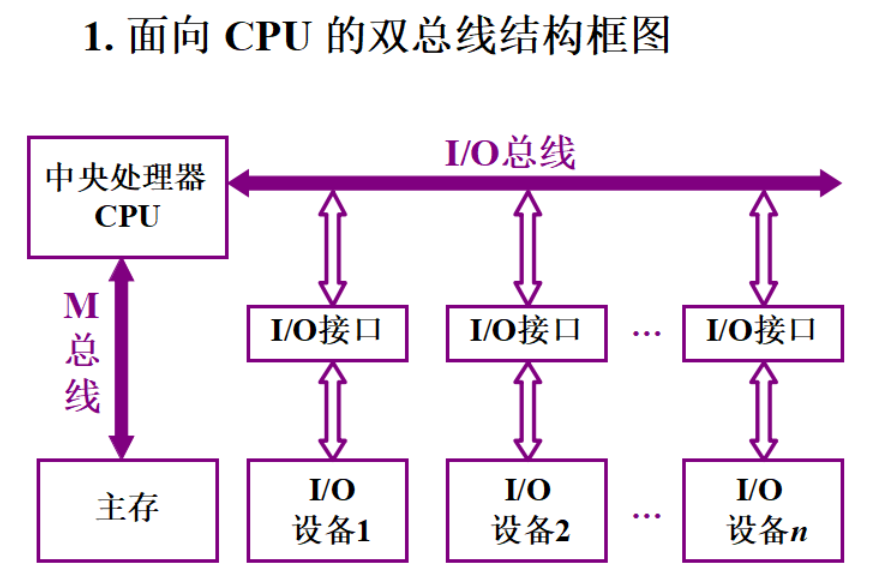 1. 面向 CPU 的双总线结构框图
I/O总线
中央处理器
CPU
M
总
线
I/O接口
I/O接口
...
I/O接口
主存
I/O
设备1
I/O
设备2
...
I/O
设备n